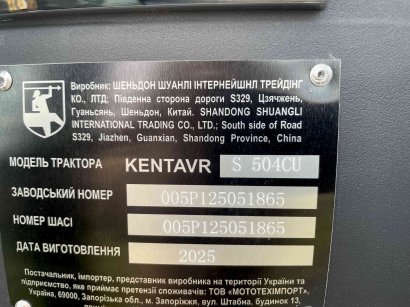 Виробник: ШЕНЬДОН ШУАНЛІ ІНТЕРНЕЙШНЛ ТРЕЙДІНГ
КО., ЛТД: Південна сторона дороги S329, Цзячжень,
Гуаньсянь, Шеньдон, Китай. SHANDONG SHUANGLI
INTERNATIONAL TRADING CO., LTD.; South side of Road
S329, Jiazhen, Guanxian, Shandong Province, China
МОДЕЛЬ ТРАКТОРА KENTAVR S 504CU
ЗАВОДСЬКИЙ НОМЕР 005P125051865
НОМЕР ШАСІ 005P125051865
ДАТА ВИГОТОВЛЕННЯ 2025
Постачальник, імпортер, представник виробника на території України та
підприємство, яке приймає претензії споживачів: ТОВ «МОТОТЕХІМПОРТ»,
Україна, 69000, Запорізька обл., м. Запоріжжя, вул. Штабна, будинок 13,